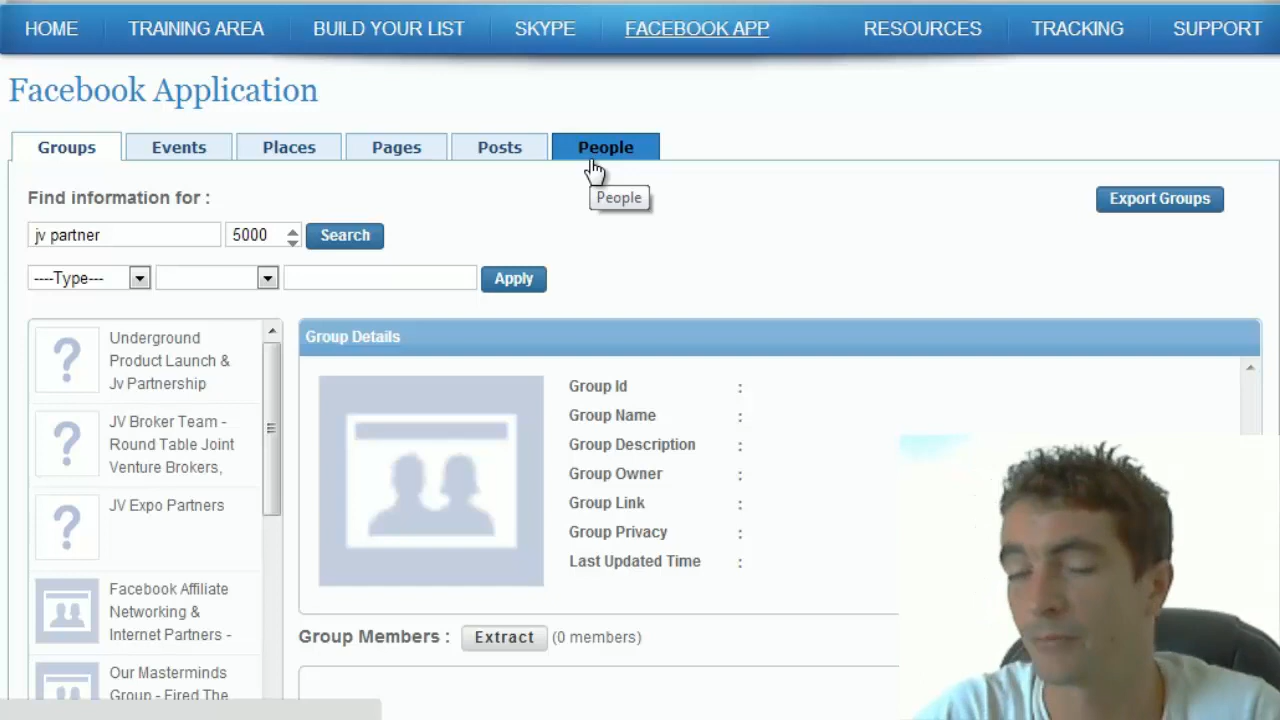 HOME TRAINING AREA BUILD YOUR LIST SKYPE FACEBOOK APP RESOURCES TRACKING SUPPORT
Facebook Application
Groups Events Places Pages Posts People
People
Find information for :
Export Groups
jv partner 5000 Search
----Type--- Apply
Underground
Product Launch &
Jv Partnership
JV Broker Team -
Round Table Joint
Venture Brokers,
JV Expo Partners
Facebook Affiliate
Networking &
Internet Partners -
Our Masterminds
Group - Fired The
Group Details
Group Id :
Group Name :
Group Description :
Group Owner :
Group Link :
Group Privacy :
Last Updated Time :
Group Members : Extract (0 members)